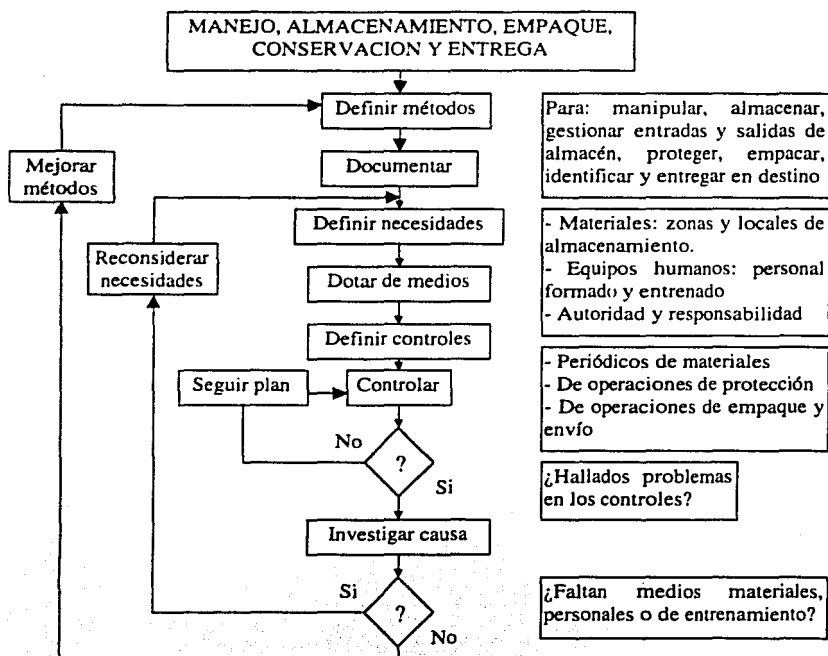 MANEJO, ALMACENAMIENTO, EMPAQUE,
CONSERVACION Y ENTREGA
Definir métodos
Para: manipular, almacenar,
gestionar entradas y salidas de
almacén, proteger, empacar,
identificar y entregar en destino
Mejorar
métodos
Documentar
Definir necesidades
- Materiales: zonas y locales de
almacenamiento.
- Equipos humanos: personal
formado y entrenado
- Autoridad y responsabilidad
Reconsiderar
necesidades
Dotar de medios
Definir controles
- Periódicos de materiales
- De operaciones de protección
- De operaciones de empaque y
envío
Seguir plan
Controlar
No
?
Si
¿Hallados problemas
en los controles?
Investigar causa
Si
?
No
¿Faltan medios materiales,
personales o de entrenamiento?